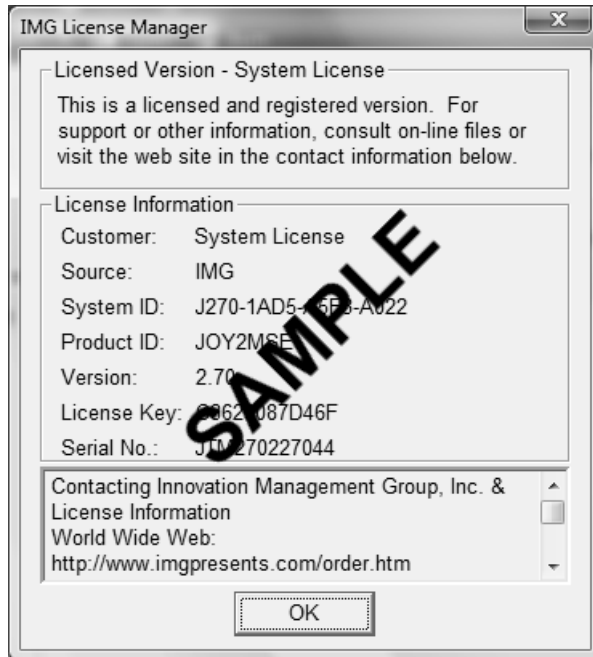 IMG License Manager
Licensed Version - System License
This is a licensed and registered version. For
support or other information, consult on-line files or
visit the web site in the contact information below.
License Information
Customer: System License
Source: IMG
System ID:
Product ID: JOY2MSE
Version: 2.70
License Key:
Serial No.: JTM270227044
SAMPLE
Contacting Innovation Management Group, Inc. &
License Information
World Wide Web:
http://www.imgpresents.com/order.htm
OK